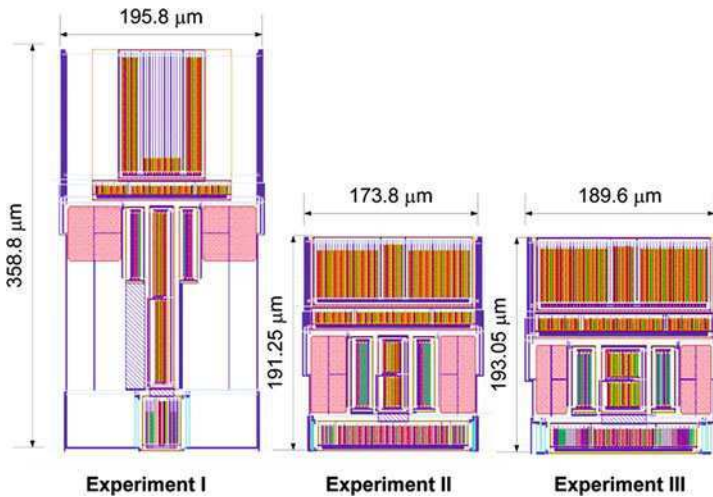 195.8 μm
358.8 μm
173.8 μm
191.25 μm
189.6 μm
193.05 μm
Experiment I
Experiment II
Experiment III